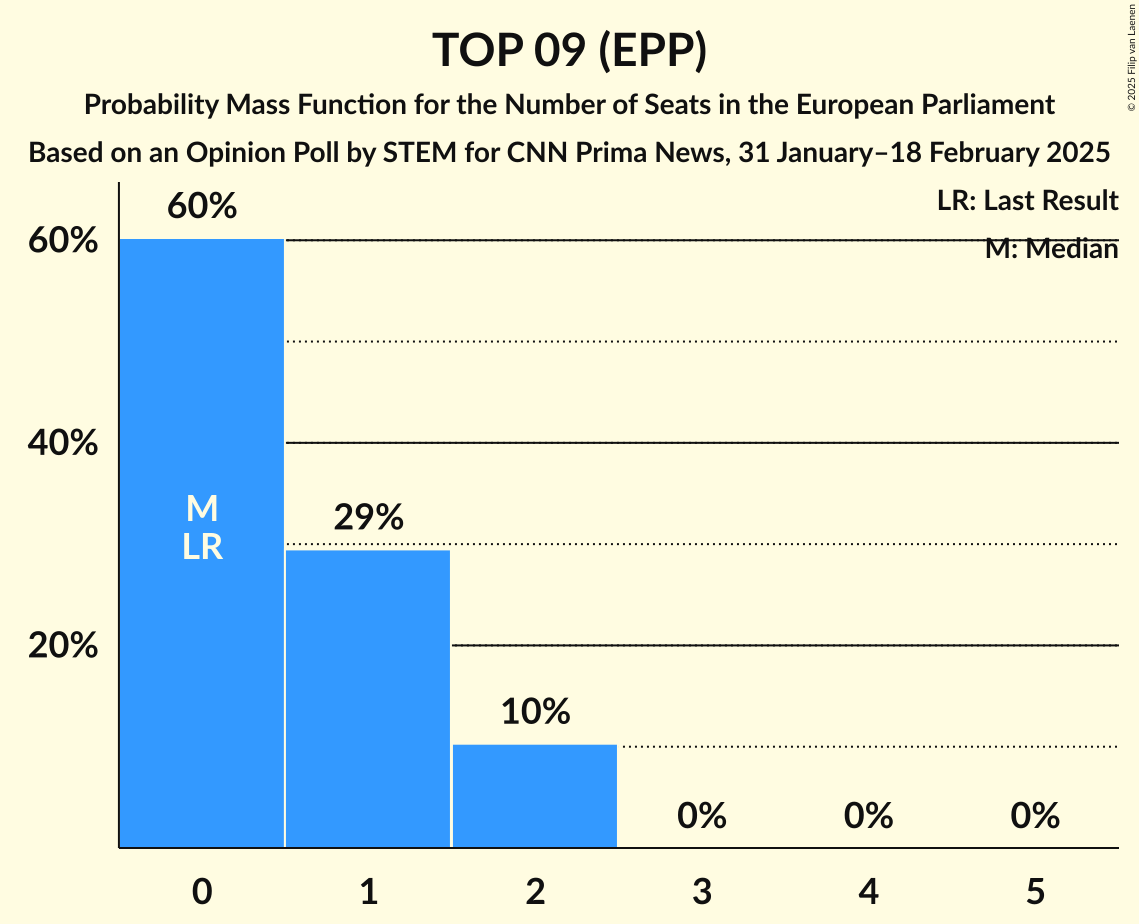 TOP 09 (EPP)
Probability Mass Function for the Number of Seats in the European Parliament
Based on an Opinion Poll by STEM for CNN Prima News, 31 January–18 February 2025
© 2025 Filip van Laenen
LR: Last Result
M: Median
60%
40%
20%
60%
29%
10%
0%
0%
0%
M
LR
0
1
2
3
4
5